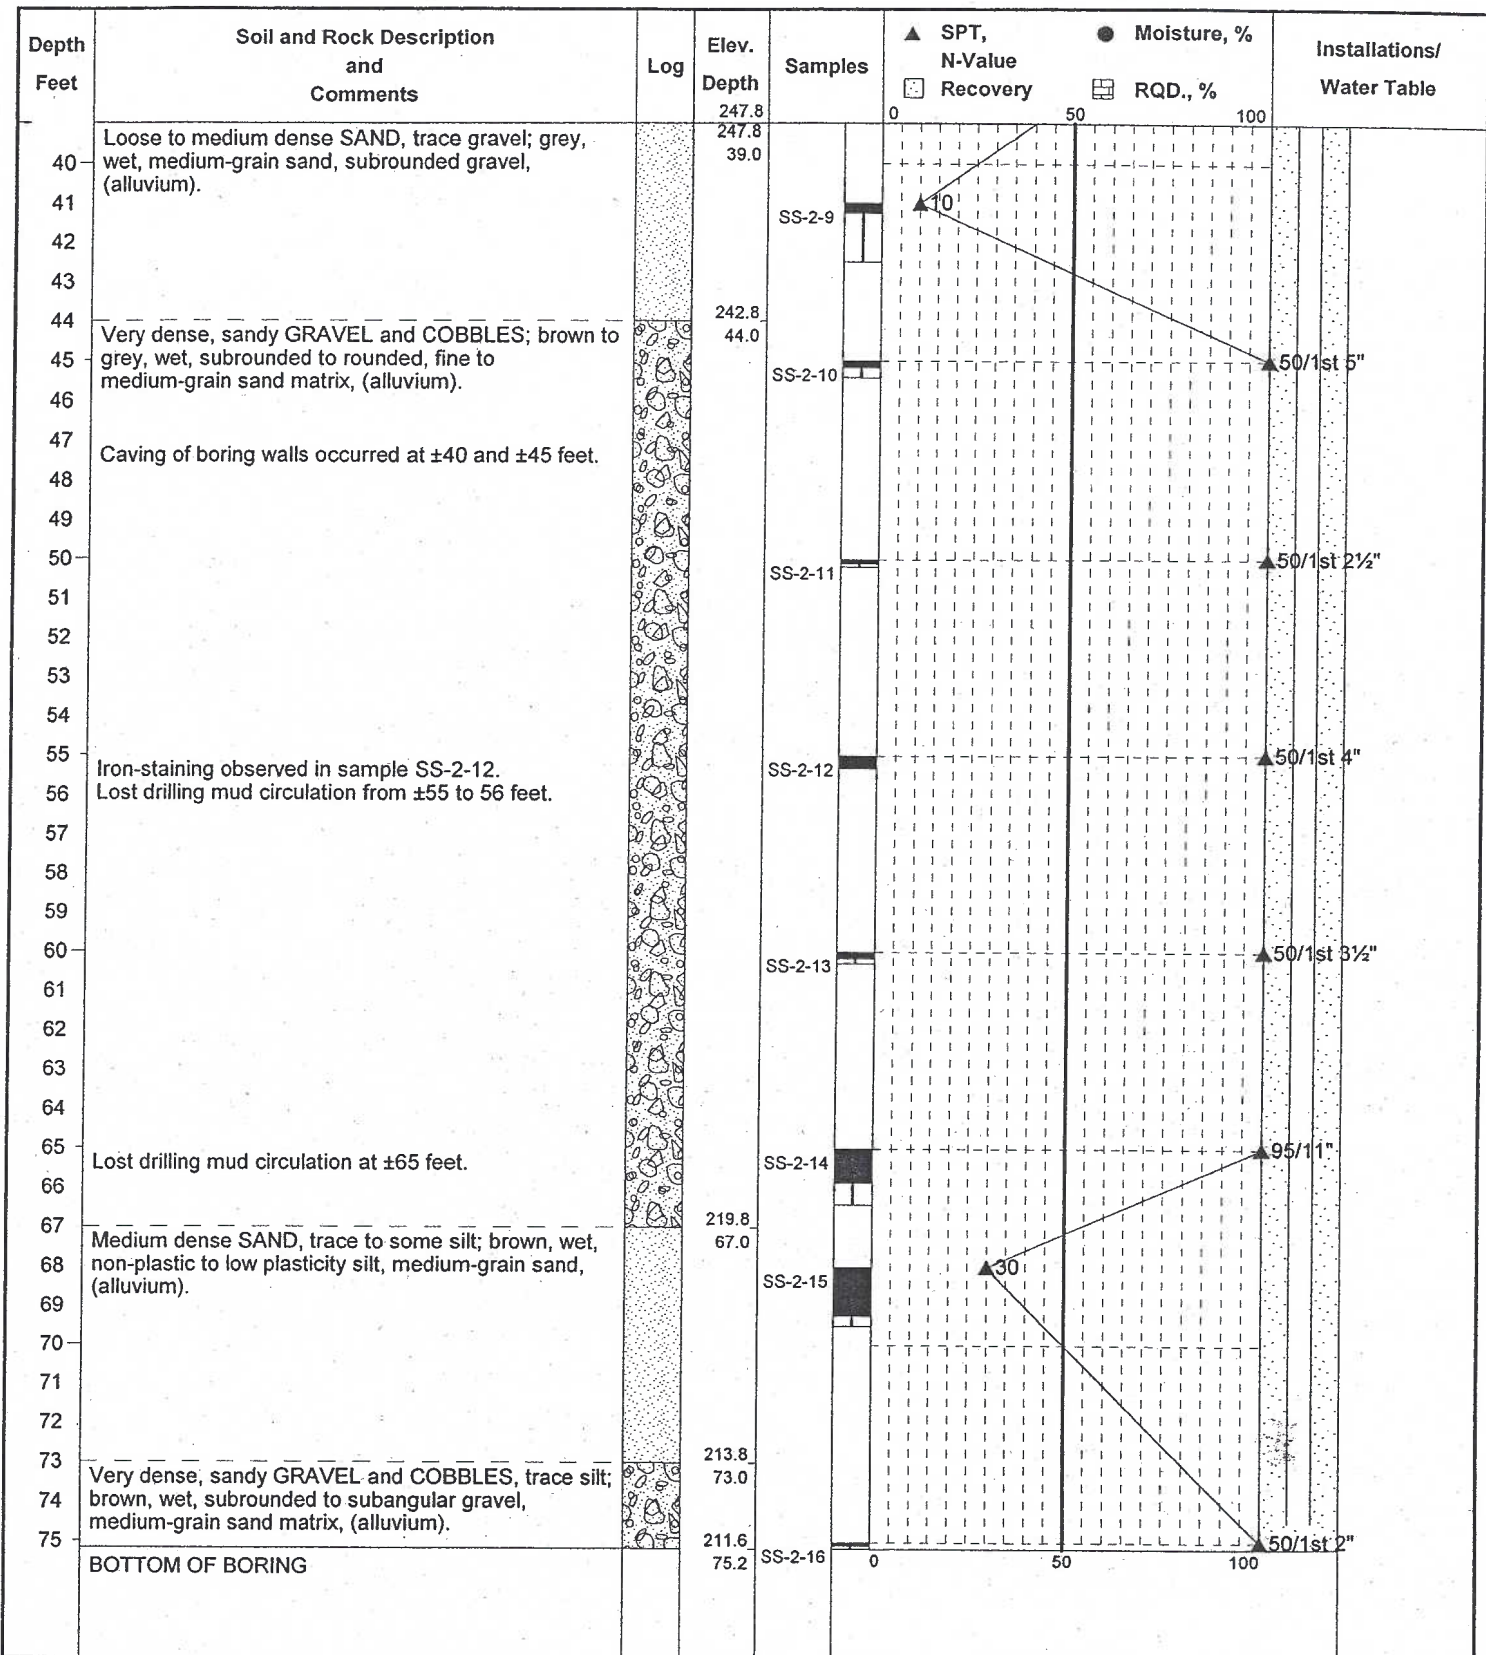 Depth
Feet
Soil and Rock Description
and
Comments
Log
Elev.
Depth
247.8
Samples
▲ SPT,
N-Value
Recovery
● Moisture, %
RQD., %
Installations/
Water Table
0 50 100
247.8
39.0
Loose to medium dense SAND, trace gravel; grey,
wet, medium-grain sand, subrounded gravel,
(alluvium).
40
41
42
43
44
SS-2-9
10
242.8
44.0
Very dense, sandy GRAVEL and COBBLES; brown to
grey, wet, subrounded to rounded, fine to
medium-grain sand matrix, (alluvium).
45
46
47
48
49
SS-2-10
50/1st 5"
Caving of boring walls occurred at ±40 and ±45 feet.
50
51
52
53
54
SS-2-11
50/1st 2½"
55
56
57
58
59
Iron-staining observed in sample SS-2-12.
Lost drilling mud circulation from ±55 to 56 feet.
SS-2-12
50/1st 4"
60
61
62
63
64
SS-2-13
50/1st 3½"
65
66
67
Lost drilling mud circulation at ±65 feet.
SS-2-14
95/11"
219.8
67.0
Medium dense SAND, trace to some silt; brown, wet,
non-plastic to low plasticity silt, medium-grain sand,
(alluvium).
68
69
70
71
72
73
SS-2-15
30
213.8
73.0
Very dense, sandy GRAVEL and COBBLES, trace silt;
brown, wet, subrounded to subangular gravel,
medium-grain sand matrix, (alluvium).
74
75
211.6
75.2
SS-2-16
50/1st 2"
0 50 100
BOTTOM OF BORING